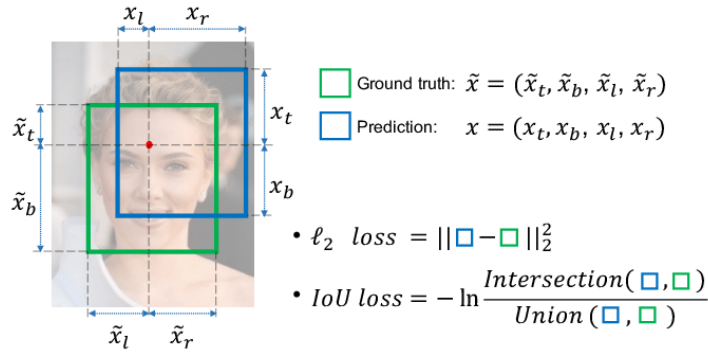 x_l x_r
x̃_t
x_t
x̃_b
x_b
x̃_l x̃_r
Ground truth: x̃ = (x̃_t, x̃_b, x̃_l, x̃_r)
Prediction: x = (x_t, x_b, x_l, x_r)
• ℓ_2 loss = ||□ − □||_2^2
• IoU loss = − ln Intersection(□, □) / Union (□, □)